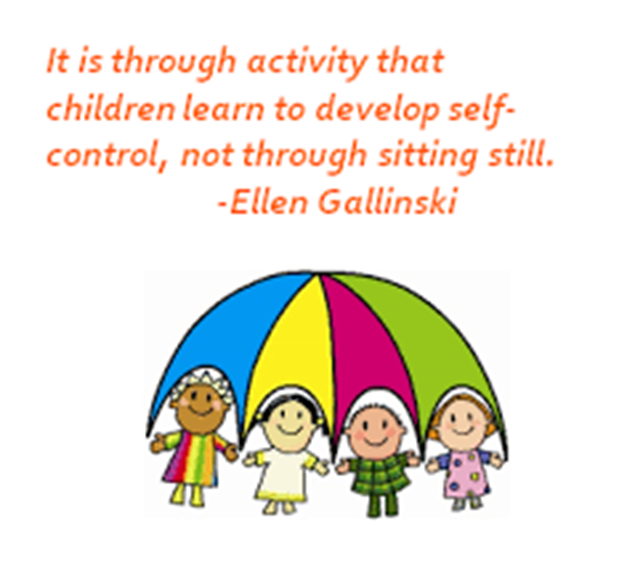 It is through activity that
children learn to develop self-
control, not through sitting still.
-Ellen Gallinski